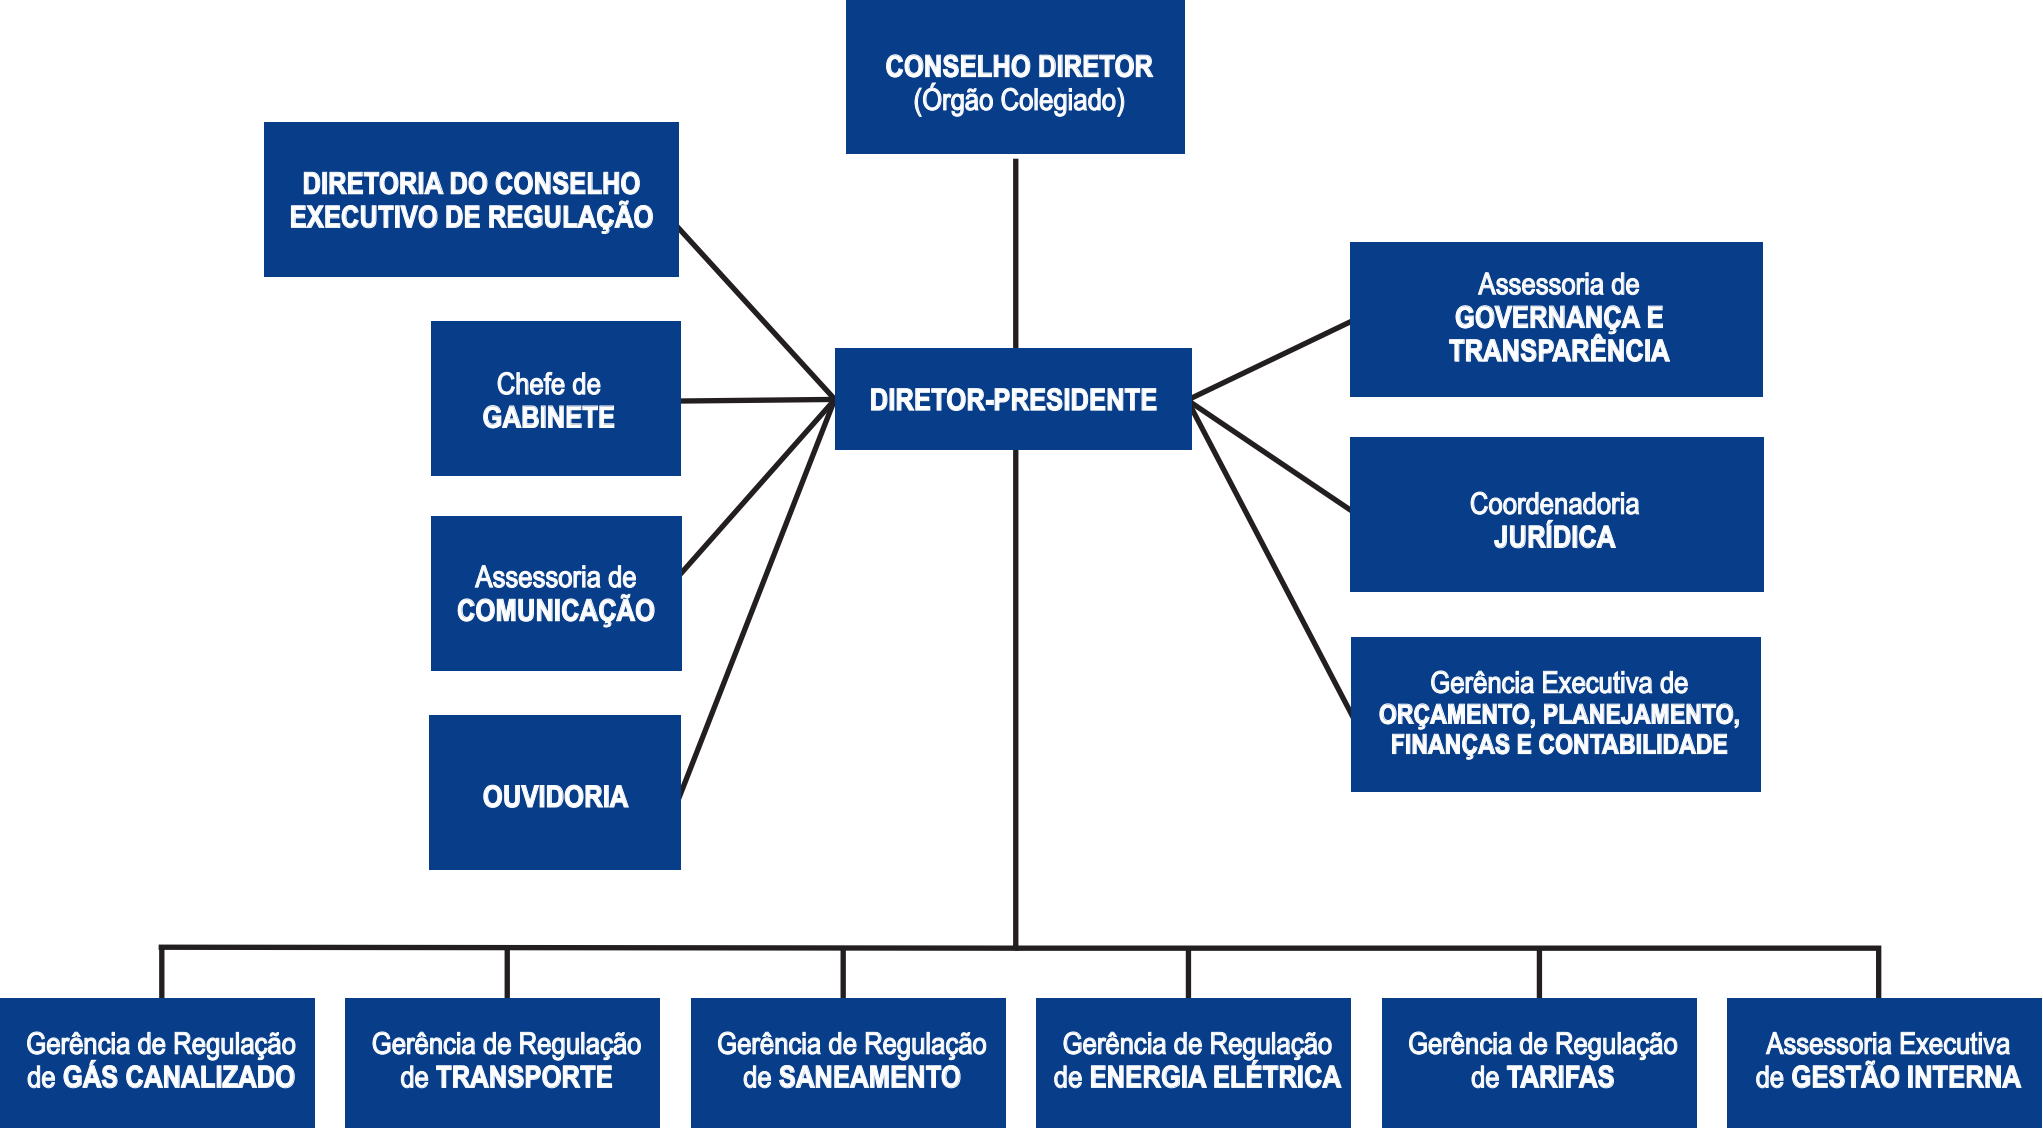 CONSELHO DIRETOR
(Órgão Colegiado)
DIRETORIA DO CONSELHO
EXECUTIVO DE REGULAÇÃO
Chefe de
GABINETE
Assessoria de
COMUNICAÇÃO
OUVIDORIA
DIRETOR-PRESIDENTE
Assessoria de
GOVERNANÇA E
TRANSPARÊNCIA
Coordenadoria
JURÍDICA
Gerência Executiva de
ORÇAMENTO, PLANEJAMENTO,
FINANÇAS E CONTABILIDADE
Gerência de Regulação
de GÁS CANALIZADO
Gerência de Regulação
de TRANSPORTE
Gerência de Regulação
de SANEAMENTO
Gerência de Regulação
de ENERGIA ELÉTRICA
Gerência de Regulação
de TARIFAS
Assessoria Executiva
de GESTÃO INTERNA